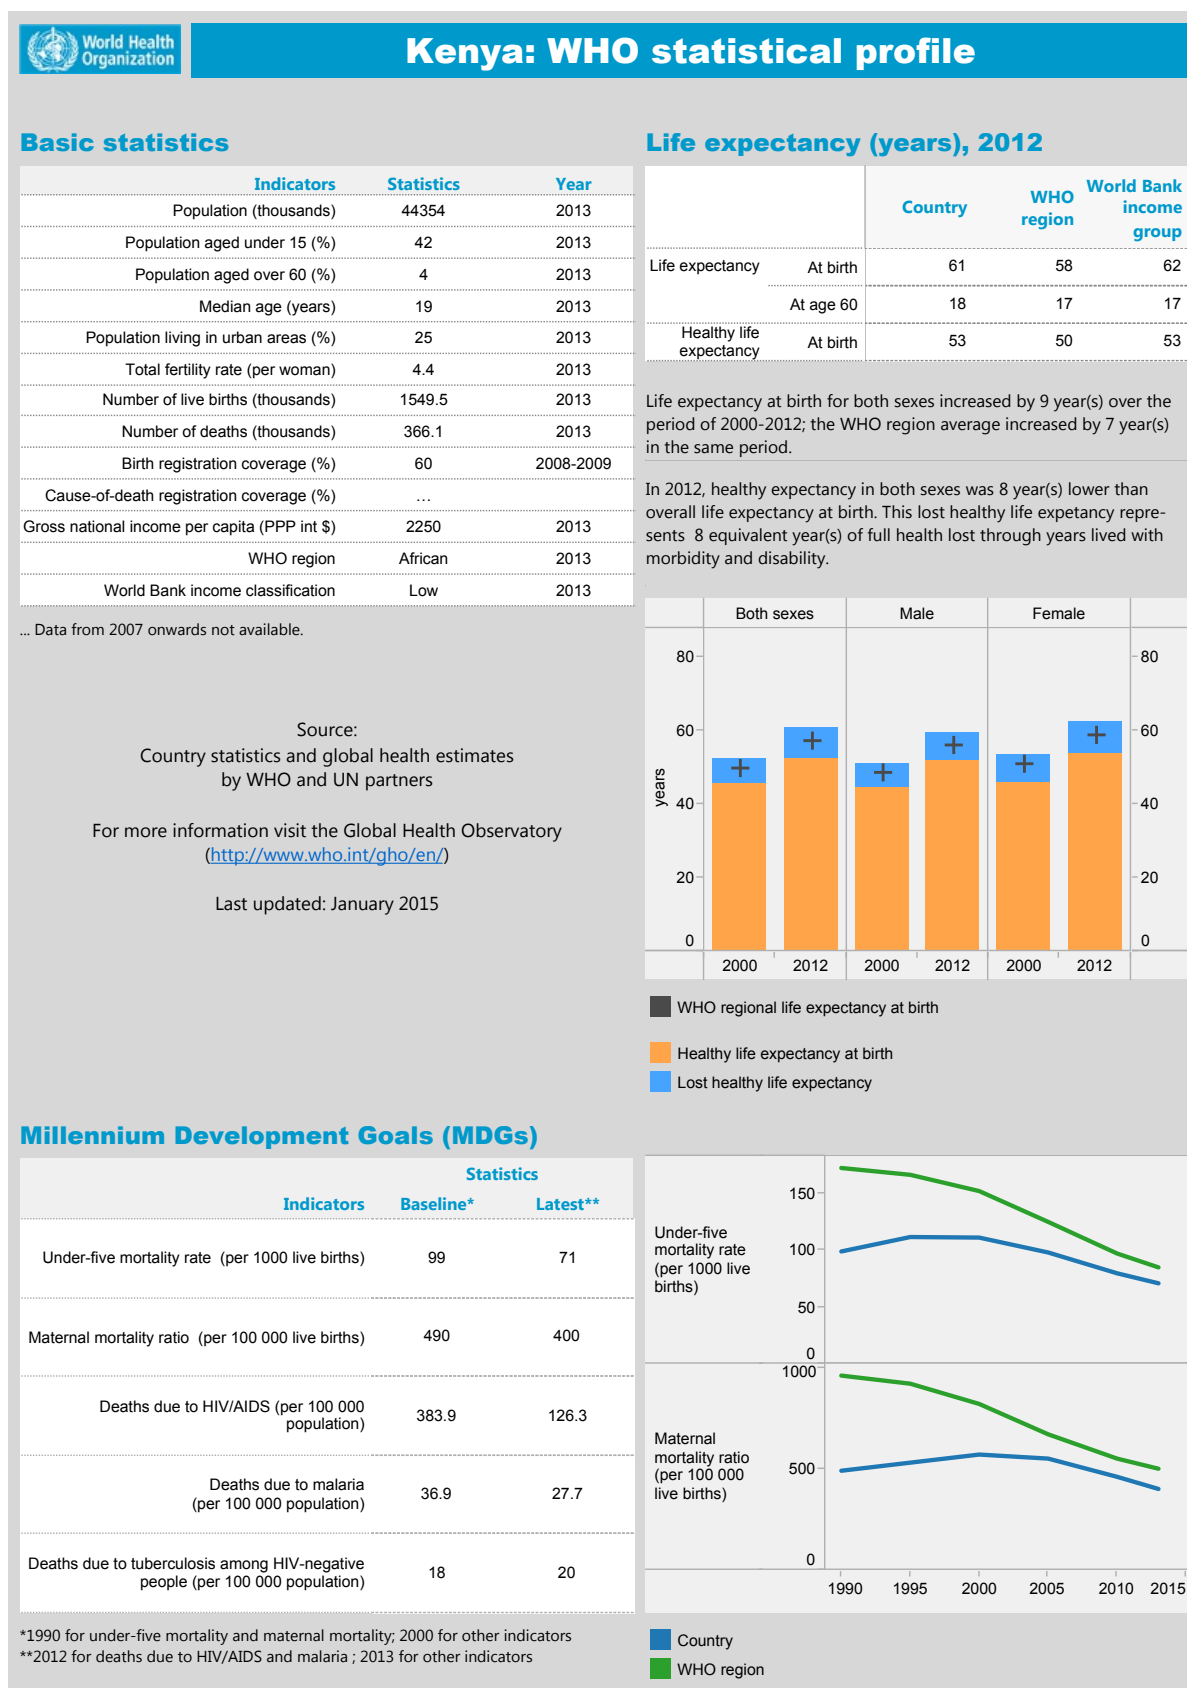 World Health
Organization
Kenya: WHO statistical profile
Basic statistics
Indicators Statistics Year
Population (thousands) 44354 2013
Population aged under 15 (%) 42 2013
Population aged over 60 (%) 4 2013
Median age (years) 19 2013
Population living in urban areas (%) 25 2013
Total fertility rate (per woman) 4.4 2013
Number of live births (thousands) 1549.5 2013
Number of deaths (thousands) 366.1 2013
Birth registration coverage (%) 60 2008-2009
Cause-of-death registration coverage (%) ...
Gross national income per capita (PPP int $) 2250 2013
WHO region African 2013
World Bank income classification Low 2013
... Data from 2007 onwards not available.
Source:
Country statistics and global health estimates
by WHO and UN partners
For more information visit the Global Health Observatory
(http://www.who.int/gho/en/)
Last updated: January 2015
Life expectancy (years), 2012
Country
WHO
region
World Bank
income
group
Life expectancy At birth 61 58 62
At age 60 18 17 17
Healthy life
expectancy
At birth 53 50 53
Life expectancy at birth for both sexes increased by 9 year(s) over the
period of 2000-2012; the WHO region average increased by 7 year(s)
in the same period.
In 2012, healthy expectancy in both sexes was 8 year(s) lower than
overall life expectancy at birth. This lost healthy life expetancy repre-
sents 8 equivalent year(s) of full health lost through years lived with
morbidity and disability.
Both sexes Male Female
80 80
60 60
years
40 40
20 20
0 0
2000 2012 2000 2012 2000 2012
WHO regional life expectancy at birth
Healthy life expectancy at birth
Lost healthy life expectancy
Millennium Development Goals (MDGs)
Statistics
Indicators Baseline* Latest**
Under-five mortality rate (per 1000 live births) 99 71
Maternal mortality ratio (per 100 000 live births) 490 400
Deaths due to HIV/AIDS (per 100 000
population)
383.9 126.3
Deaths due to malaria
(per 100 000 population)
36.9 27.7
Deaths due to tuberculosis among HIV-negative
people (per 100 000 population)
18 20
*1990 for under-five mortality and maternal mortality; 2000 for other indicators
**2012 for deaths due to HIV/AIDS and malaria ; 2013 for other indicators
Under-five
mortality rate
(per 1000 live
births)
150
100
50
0
Maternal
mortality ratio
(per 100 000
live births)
1000
500
0
1990 1995 2000 2005 2010 2015
Country
WHO region